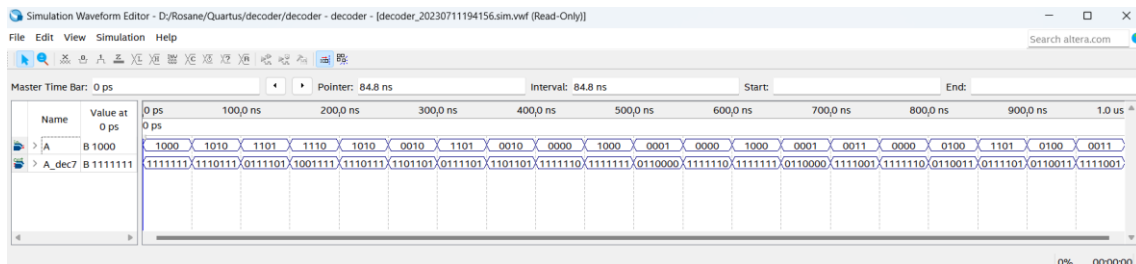 Simulation Waveform Editor - D:/Rosane/Quartus/decoder/decoder - decoder - [decoder_20230711194156.sim.vwf (Read-Only)]
File Edit View Simulation Help
Search altera.com
Master Time Bar: 0 ps
Pointer: 84.8 ns
Interval: 84.8 ns
Start:
End:
Name
Value at 0 ps
0 ps 100,0 ns 200,0 ns 300,0 ns 400,0 ns 500,0 ns 600,0 ns 700,0 ns 800,0 ns 900,0 ns 1.0 us
0 ps
> A B 1000 1000 1010 1101 1110 1010 0010 1101 0010 0000 1000 0001 0000 1000 0001 0011 0000 0100 1101 0100 0011
> A_dec7 B 1111111 1111111 1110111 0111101 1001111 1110111 1101101 0111101 1101101 1111110 1111111 0110000 1111110 1111111 0110000 1111001 1111110 0110011 0111101 0110011 1111001
0% 00:00:00